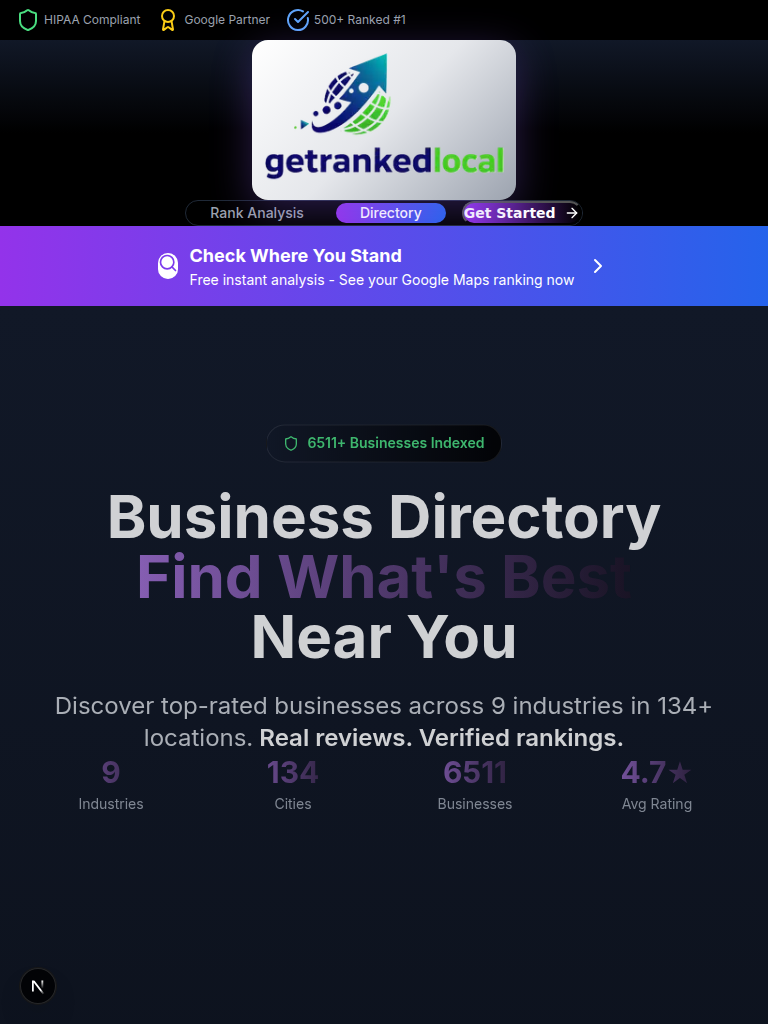 HIPAA Compliant Google Partner 500+ Ranked #1
getrankedlocal
Rank Analysis Directory Get Started
Check Where You Stand
Free instant analysis - See your Google Maps ranking now
6511+ Businesses Indexed
Business Directory
Find What's Best
Near You
Discover top-rated businesses across 9 industries in 134+
locations. Real reviews. Verified rankings.
9 134 6511 4.7★
Industries Cities Businesses Avg Rating
N